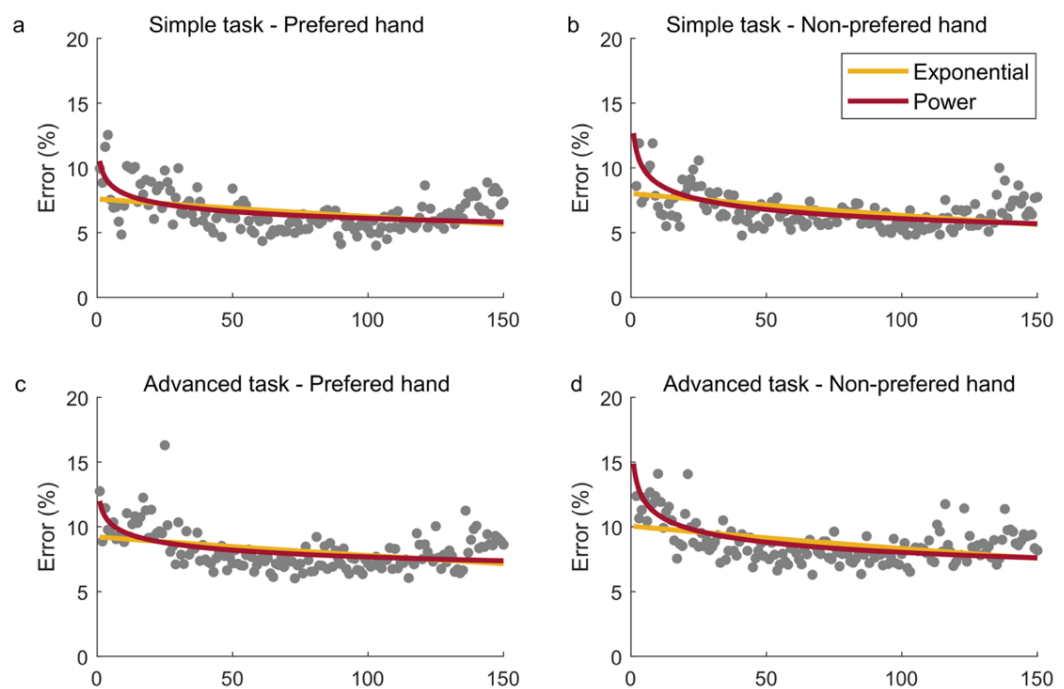 a Simple task - Prefered hand
20
15
10
5
0
Error (%)
0 50 100 150
b Simple task - Non-prefered hand
Exponential
Power
20
15
10
5
0
Error (%)
0 50 100 150
c Advanced task - Prefered hand
20
15
10
5
0
Error (%)
0 50 100 150
d Advanced task - Non-prefered hand
20
15
10
5
0
Error (%)
0 50 100 150